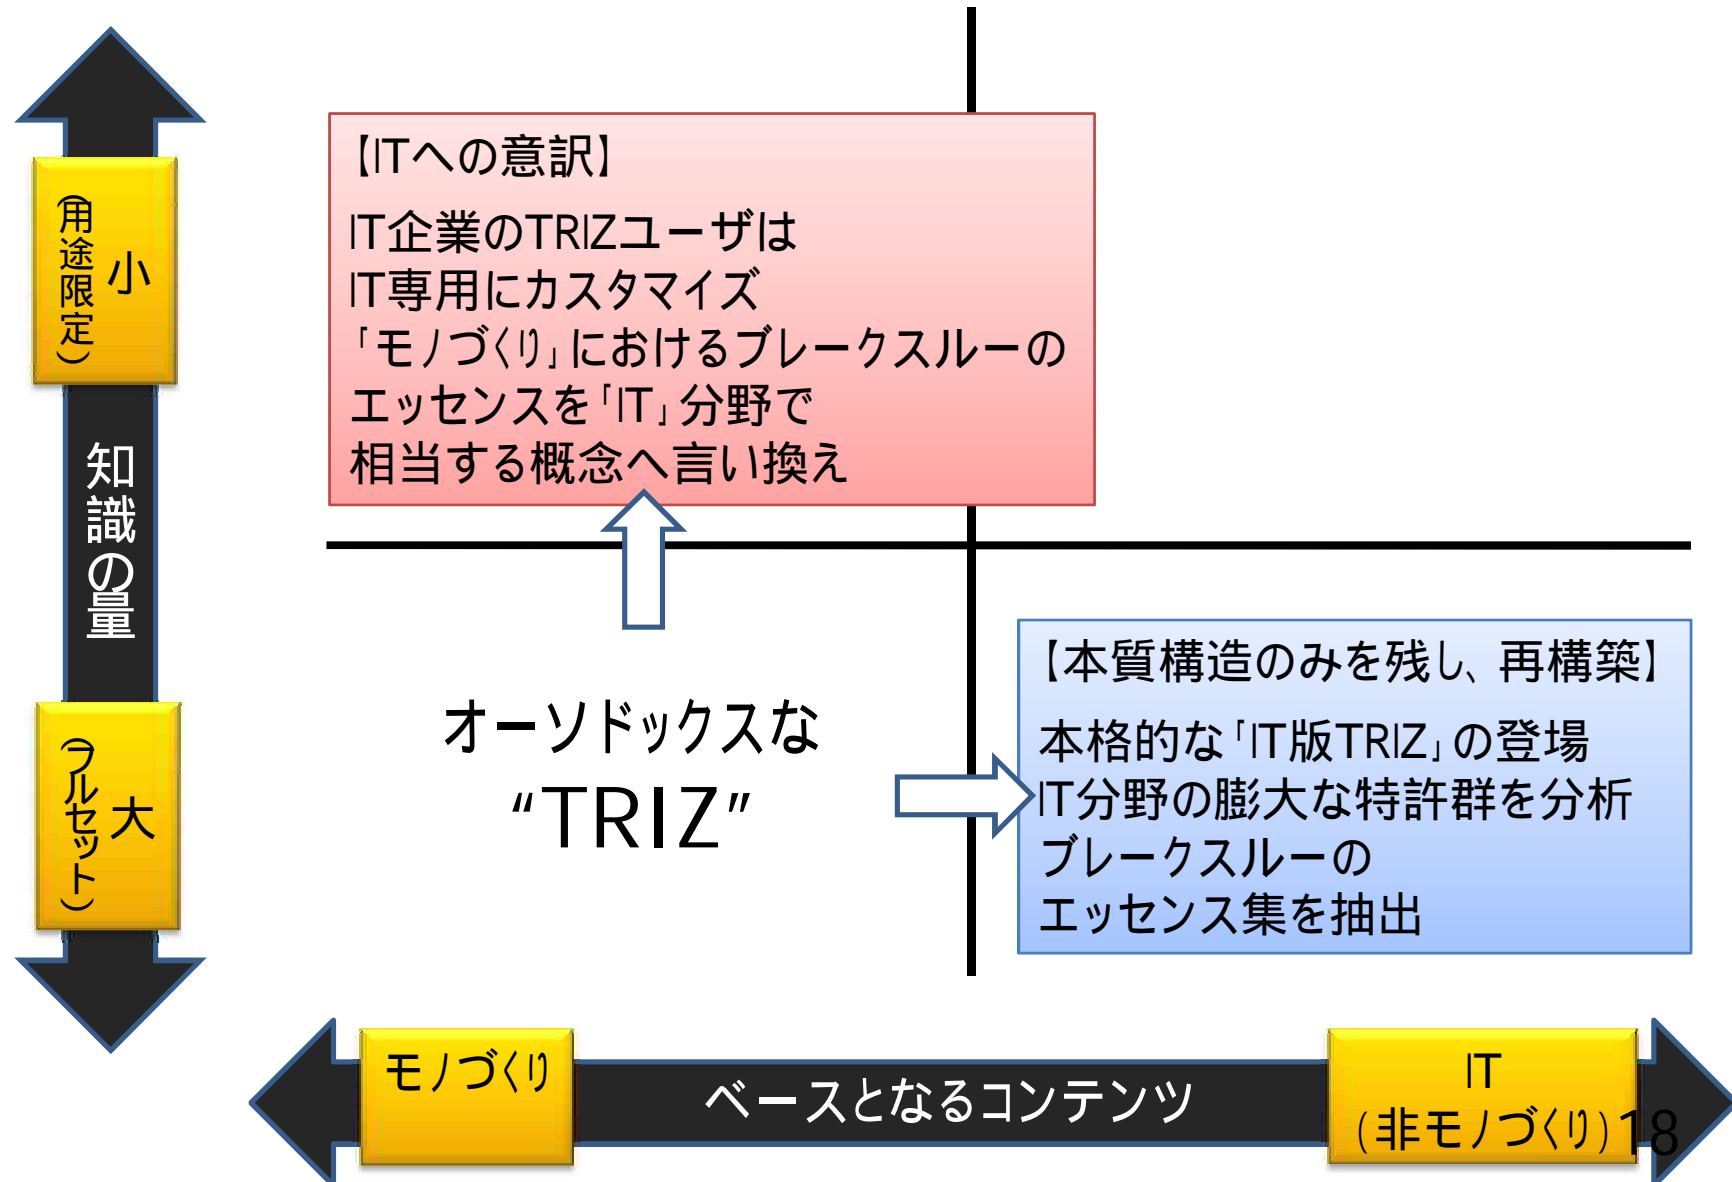 【ITへの意訳】
IT企業のTRIZユーザは
IT専用にカスタマイズ
「モノづくり」におけるブレークスルーの
エッセンスを「IT」分野で
相当する概念へ言い換え
小
(用途限定)
知識の量
大
(フルセット)
オーソドックスな
“TRIZ”
【本質構造のみを残し、再構築】
本格的な「IT版TRIZ」の登場
IT分野の膨大な特許群を分析
ブレークスルーの
エッセンス集を抽出
モノづくり
ベースとなるコンテンツ
IT
(非モノづくり)
18